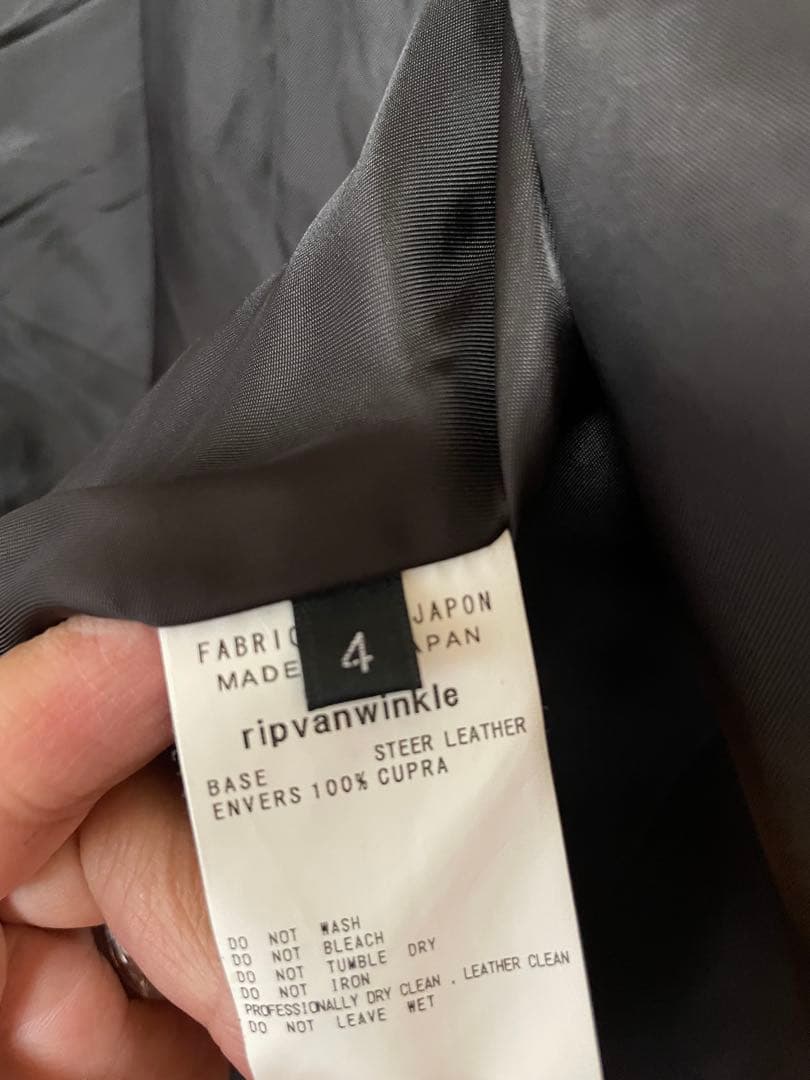 FABRIC JAPON
4
MADE PAN
ripvanwinkle
BASE STEER LEATHER
ENVERS 100% CUPRA
DO NOT WASH
DO NOT BLEACH
DO NOT TUMBLE DRY
DO NOT IRON
PROFESSIONALLY DRY CLEAN . LEATHER CLEAN
DO NOT LEAVE WET